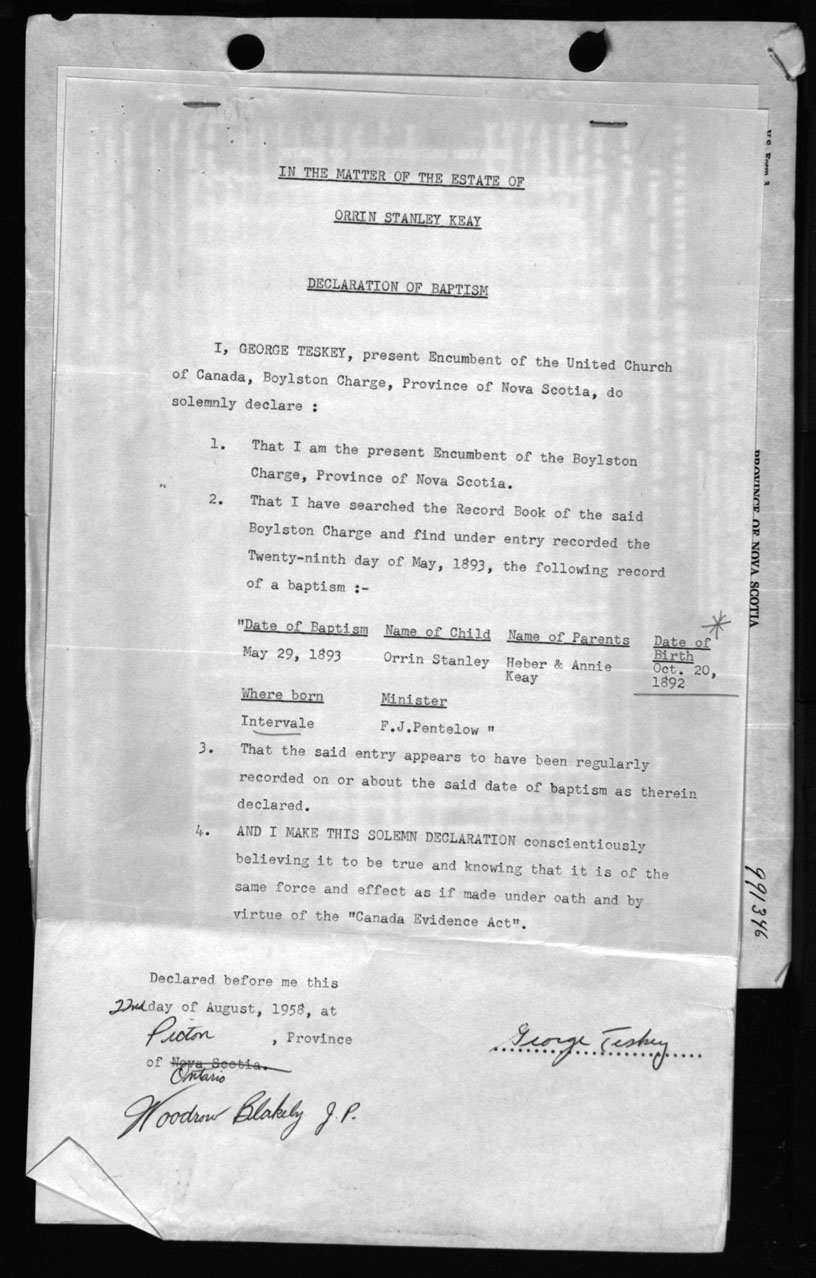 IN THE MATTER OF THE ESTATE OF
ORRIN STANLEY KEAY
DECLARATION OF BAPTISM
I, GEORGE TESKEY, present Encumbent of the United Church
of Canada, Boylston Charge, Province of Nova Scotia, do
solemnly declare :
1. That I am the present Encumbent of the Boylston
Charge, Province of Nova Scotia.
2. That I have searched the Record Book of the said
Boylston Charge and find under entry recorded the
Twenty-ninth day of May, 1893, the following record
of a baptism :-
"Date of Baptism Name of Child Name of Parents Date of
Birth
May 29, 1893 Orrin Stanley Heber & Annie Oct. 20,
Keay 1892
Where born Minister
Intervale F.J.Pentelow "
3. That the said entry appears to have been regularly
recorded on or about the said date of baptism as therein
declared.
4. AND I MAKE THIS SOLEMN DECLARATION conscientiously
believing it to be true and knowing that it is of the
same force and effect as if made under oath and by
virtue of the "Canada Evidence Act".
Declared before me this
22nd day of August, 1958, at
Picton , Province
of Nova Scotia.
Ontario
George Teskey
Woodrow Blakely J.P.
PROVINCE OF NOVA SCOTIA
991346